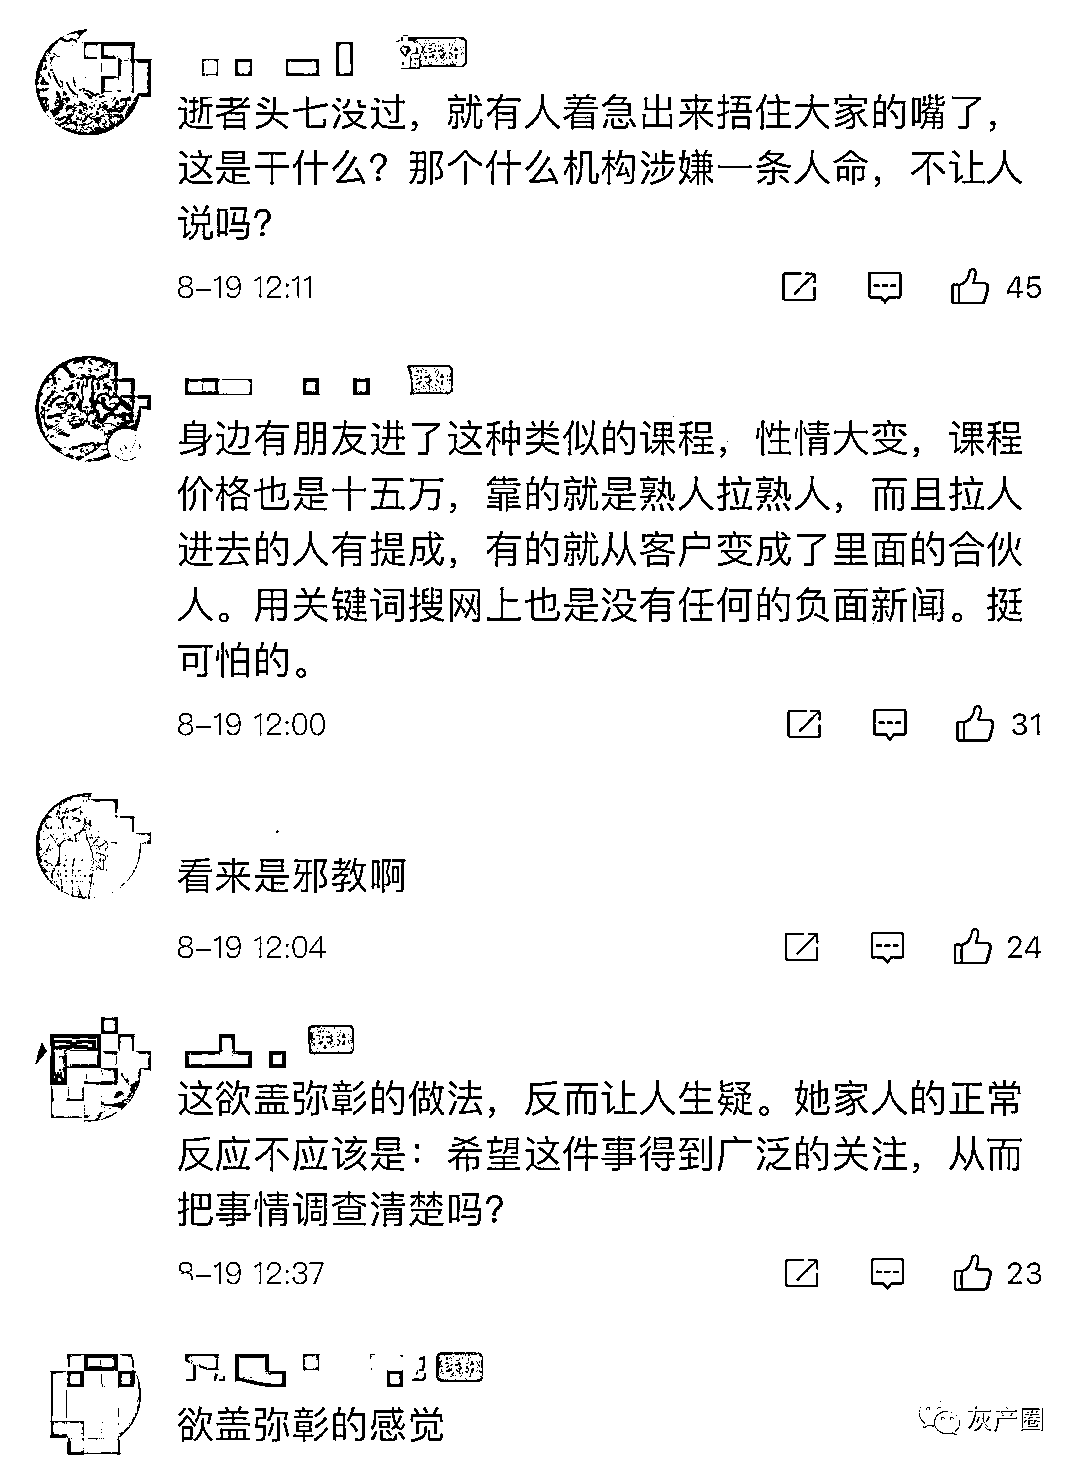 逝者头七没过，就有人着急出来捂住大家的嘴了，
这是干什么？那个什么机构涉嫌一条人命，不让人
说吗？
8-19 12:11
45
身边有朋友进了这种类似的课程，性情大变，课程
价格也是十五万，靠的就是熟人拉熟人，而且拉人
进去的人有提成，有的就从客户变成了里面的合伙
人。用关键词搜网上也是没有任何的负面新闻。挺
可怕的。
8-19 12:00
31
看来是邪教啊
8-19 12:04
24
铁粉
这欲盖弥彰的做法，反而让人生疑。她家人的正常
反应不应该是：希望这件事得到广泛的关注，从而
把事情调查清楚吗？
8-19 12:37
23
欲盖弥彰的感觉
灰产圈